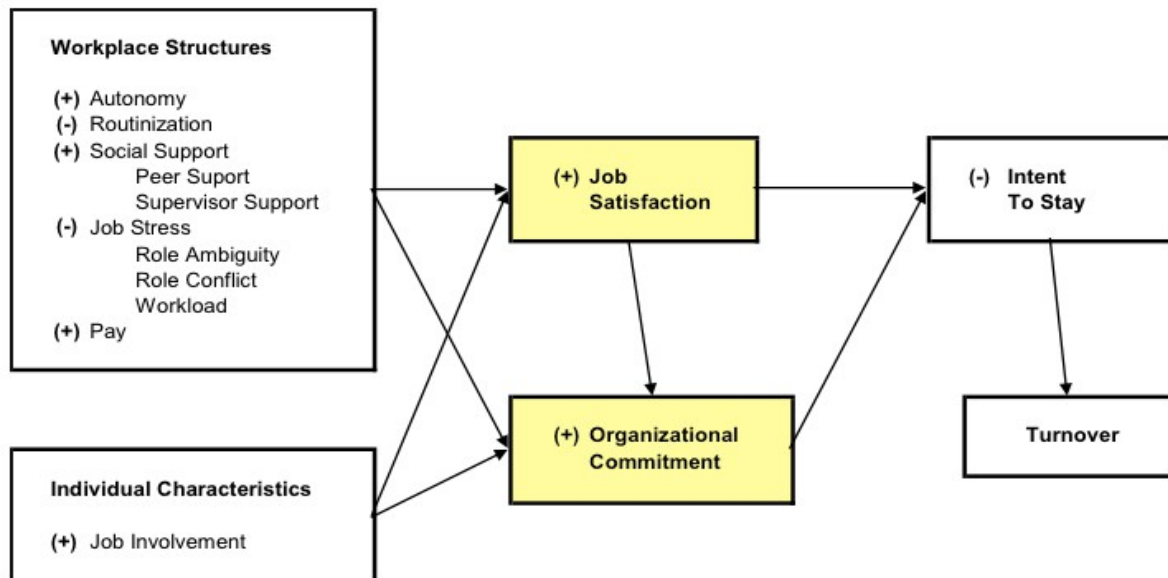 Workplace Structures
(+) Autonomy
(-) Routinization
(+) Social Support
Peer Suport
Supervisor Support
(-) Job Stress
Role Ambiguity
Role Conflict
Workload
(+) Pay
Individual Characteristics
(+) Job Involvement
(+) Job
Satisfaction
(+) Organizational
Commitment
(-) Intent
To Stay
Turnover